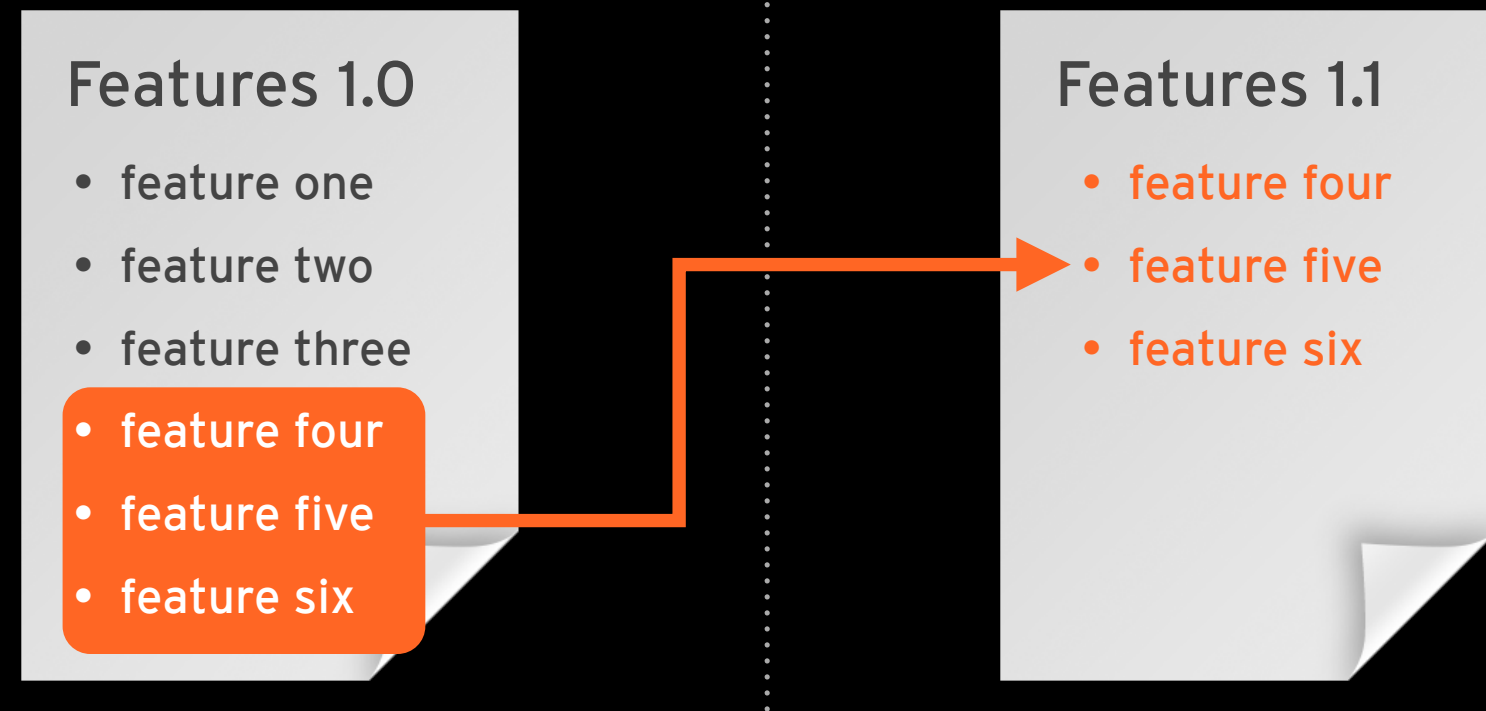 Features 1.0
• feature one
• feature two
• feature three
• feature four
• feature five
• feature six
Features 1.1
• feature four
• feature five
• feature six